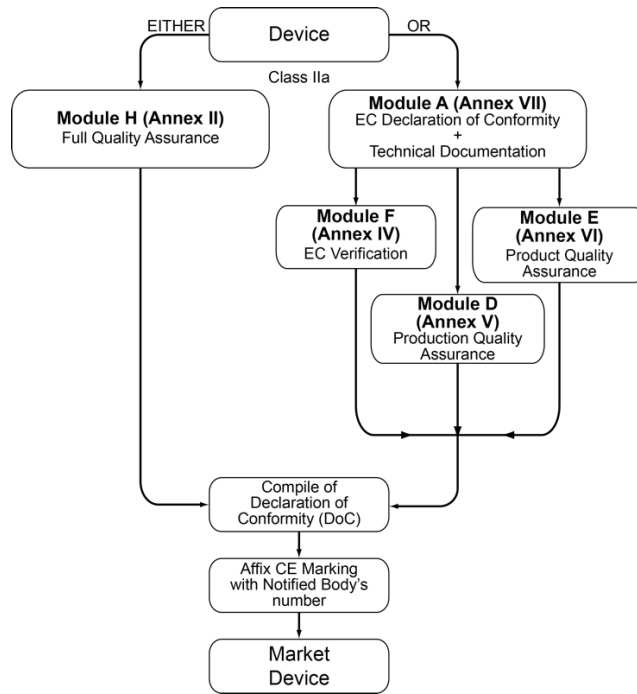 EITHER
Device
OR
Class IIa
Module H (Annex II)
Full Quality Assurance
Module A (Annex VII)
EC Declaration of Conformity
+
Technical Documentation
Module F
(Annex IV)
EC Verification
Module E
(Annex VI)
Product Quality
Assurance
Module D
(Annex V)
Production Quality
Assurance
Compile of
Declaration of
Conformity (DoC)
Affix CE Marking
with Notified Body's
number
Market
Device